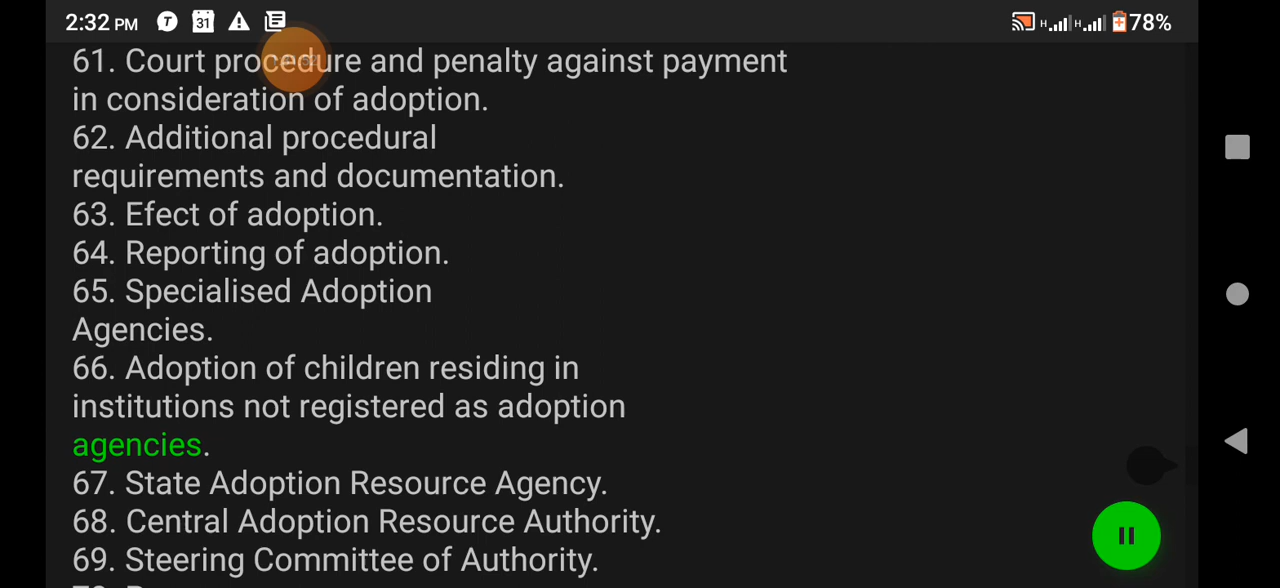 2:32 PM T 31 H H 78%
61. Court procedure and penalty against payment
in consideration of adoption.
62. Additional procedural
requirements and documentation.
63. Efect of adoption.
64. Reporting of adoption.
65. Specialised Adoption
Agencies.
66. Adoption of children residing in
institutions not registered as adoption
agencies.
67. State Adoption Resource Agency.
68. Central Adoption Resource Authority.
69. Steering Committee of Authority.